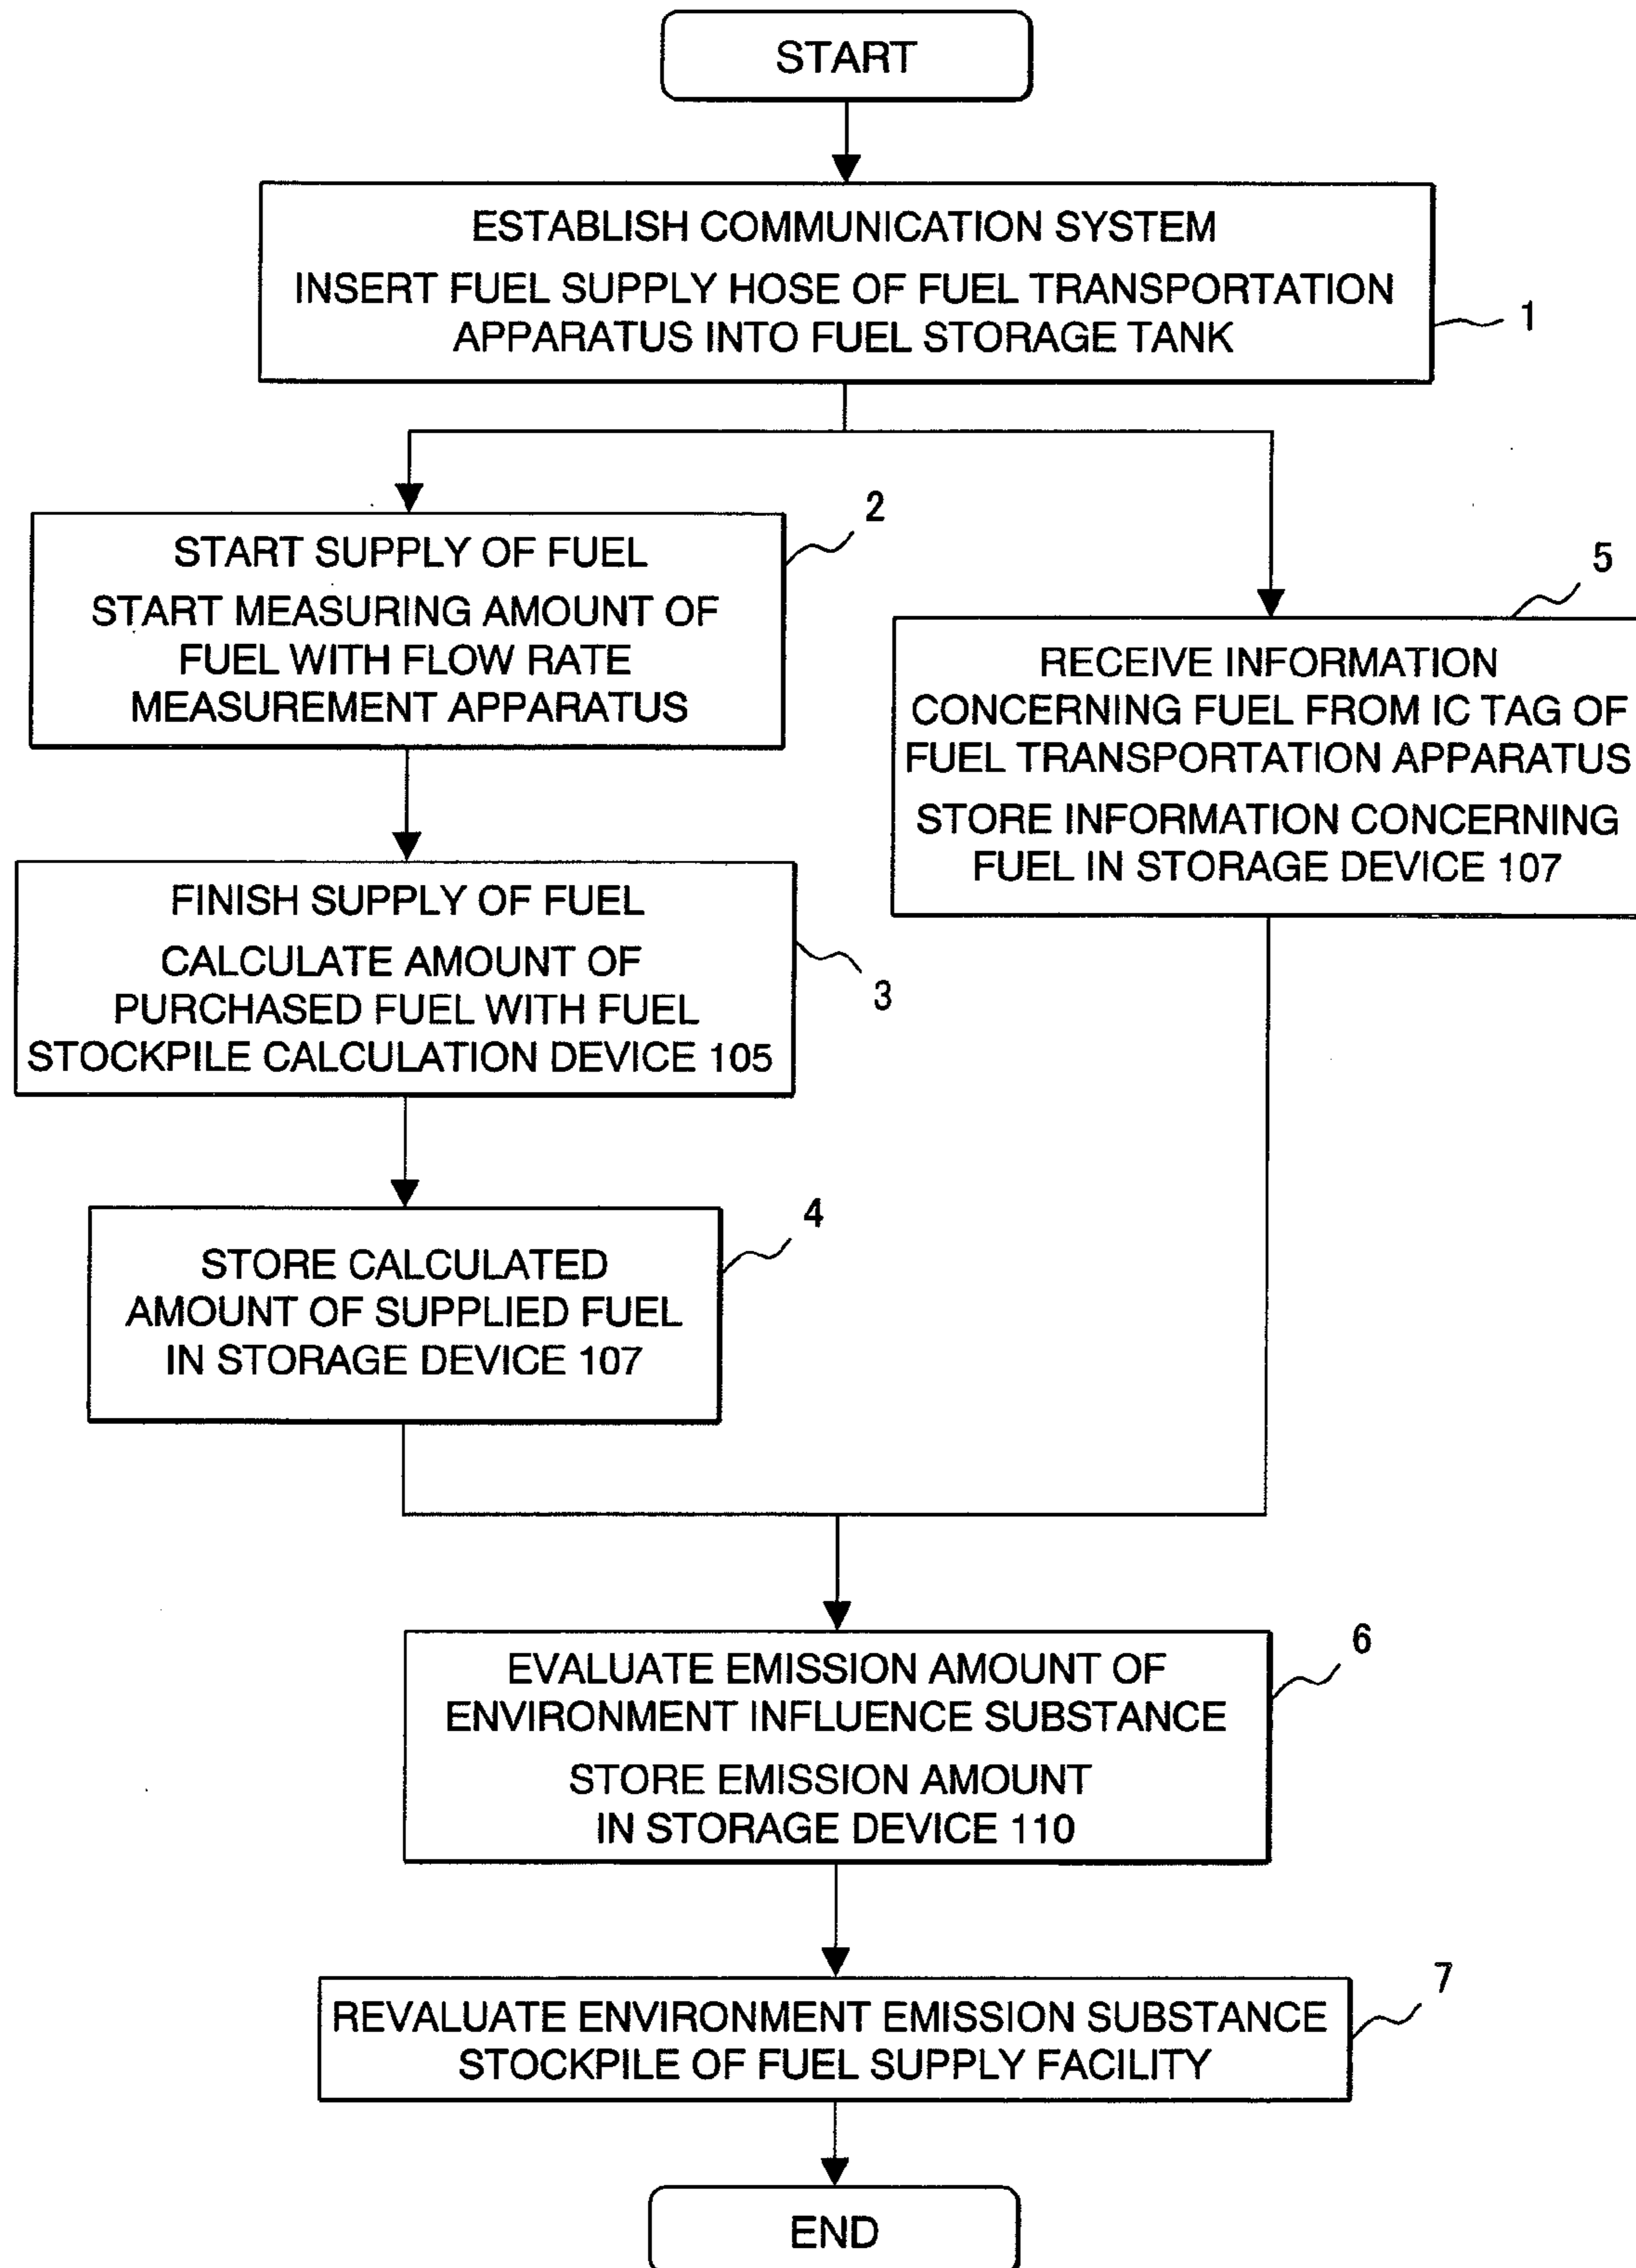 START
ESTABLISH COMMUNICATION SYSTEM
INSERT FUEL SUPPLY HOSE OF FUEL TRANSPORTATION
APPARATUS INTO FUEL STORAGE TANK
1
2
START SUPPLY OF FUEL
START MEASURING AMOUNT OF
FUEL WITH FLOW RATE
MEASUREMENT APPARATUS
5
RECEIVE INFORMATION
CONCERNING FUEL FROM IC TAG OF
FUEL TRANSPORTATION APPARATUS
STORE INFORMATION CONCERNING
FUEL IN STORAGE DEVICE 107
FINISH SUPPLY OF FUEL
CALCULATE AMOUNT OF
PURCHASED FUEL WITH FUEL
STOCKPILE CALCULATION DEVICE 105
3
4
STORE CALCULATED
AMOUNT OF SUPPLIED FUEL
IN STORAGE DEVICE 107
6
EVALUATE EMISSION AMOUNT OF
ENVIRONMENT INFLUENCE SUBSTANCE
STORE EMISSION AMOUNT
IN STORAGE DEVICE 110
7
REVALUATE ENVIRONMENT EMISSION SUBSTANCE
STOCKPILE OF FUEL SUPPLY FACILITY
END